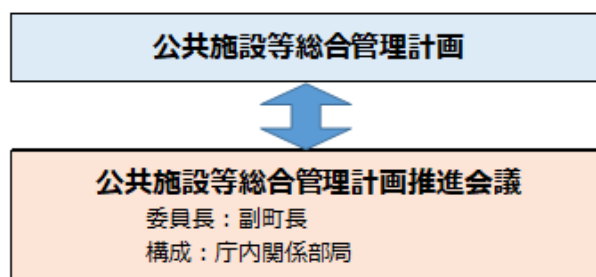 公共施設等総合管理計画
公共施設等総合管理計画推進会議
委員長：副町長
構成：庁内関係部局